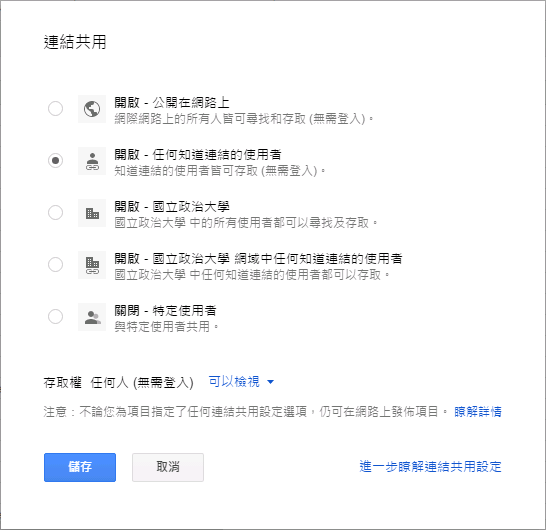 連結共用
開啟 - 公開在網路上
網際網路上的所有人皆可尋找和存取 (無需登入)。
開啟 - 任何知道連結的使用者
知道連結的使用者皆可存取 (無需登入)。
開啟 - 國立政治大學
國立政治大學 中的所有使用者都可以尋找及存取。
開啟 - 國立政治大學 網域中任何知道連結的使用者
國立政治大學 中任何知道連結的使用者都可以存取。
關閉 - 特定使用者
與特定使用者共用。
存取權 任何人 (無需登入) 可以檢視
注意：不論您為項目指定了任何連結共用設定選項，仍可在網路上發佈項目。 瞭解詳情
儲存 取消 進一步瞭解連結共用設定